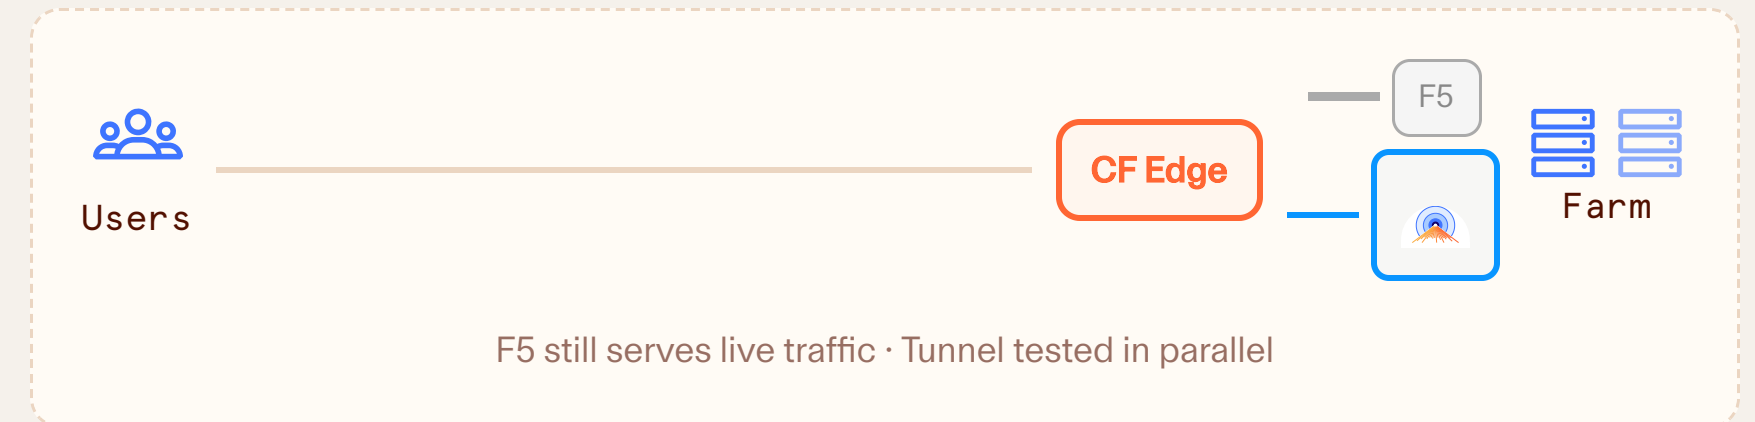 F5
CF Edge
Users
Farm
F5 still serves live traffic · Tunnel tested in parallel